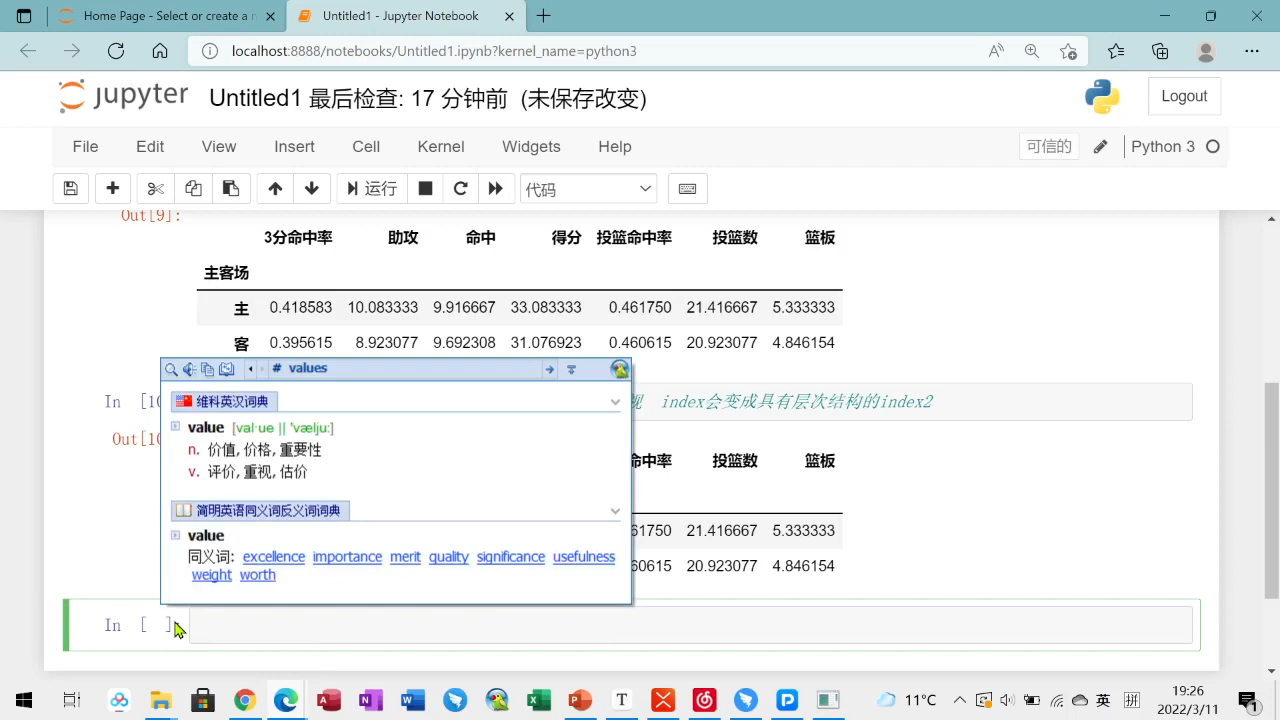 localhost:8888/notebooks/Untitled1.ipynb?kernel_name=python3
jupyter Untitled1 最后检查: 17 分钟前 (未保存改变) Logout
File Edit View Insert Cell Kernel Widgets Help 可信的 Python 3
运行 代码
Out[9]:
3分命中率 助攻 命中 得分 投篮命中率 投篮数 篮板
主客场
主 0.418583 10.083333 9.916667 33.083333 0.461750 21.416667 5.333333
客 0.395615 8.923077 9.692308 31.076923 0.460615 20.923077 4.846154
# values
维科英汉词典
value [val·ue || 'væljuː]
n. 价值,价格,重要性
v. 评价,重视,估价
简明英语同义词反义词词典
value
同义词: excellence importance merit quality significance usefulness
weight worth
In [10 视 index会变成具有层次结构的index2
Out[10
命中率 投篮数 篮板
61750 21.416667 5.333333
60615 20.923077 4.846154
In [ ]:
11°C 英 拼 19:26
2022/3/11 1